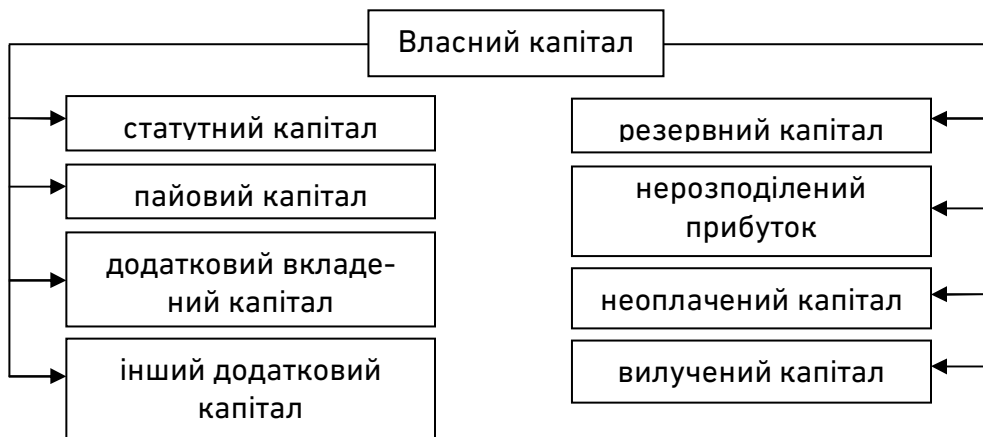 Власний капітал
статутний капітал
пайовий капітал
додатковий вкладе-
ний капітал
інший додатковий
капітал
резервний капітал
нерозподілений
прибуток
неоплачений капітал
вилучений капітал